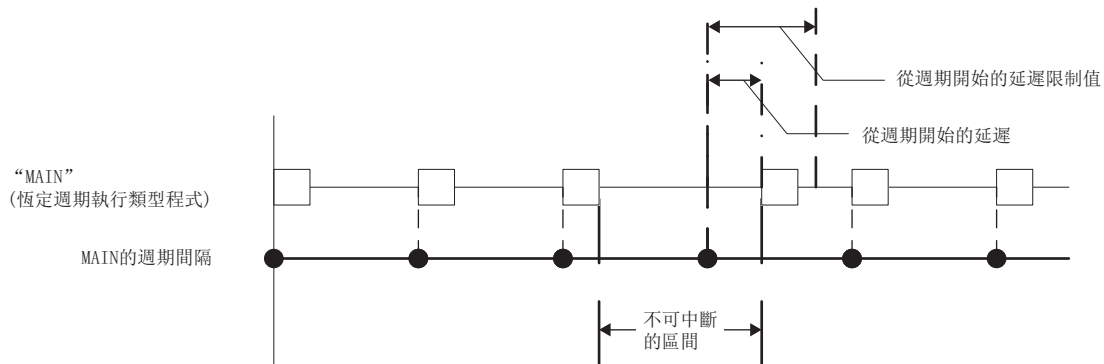 從週期開始的延遲限制值
從週期開始的延遲
“MAIN”
(恆定週期執行類型程式)
MAIN的週期間隔
不可中斷
的區間